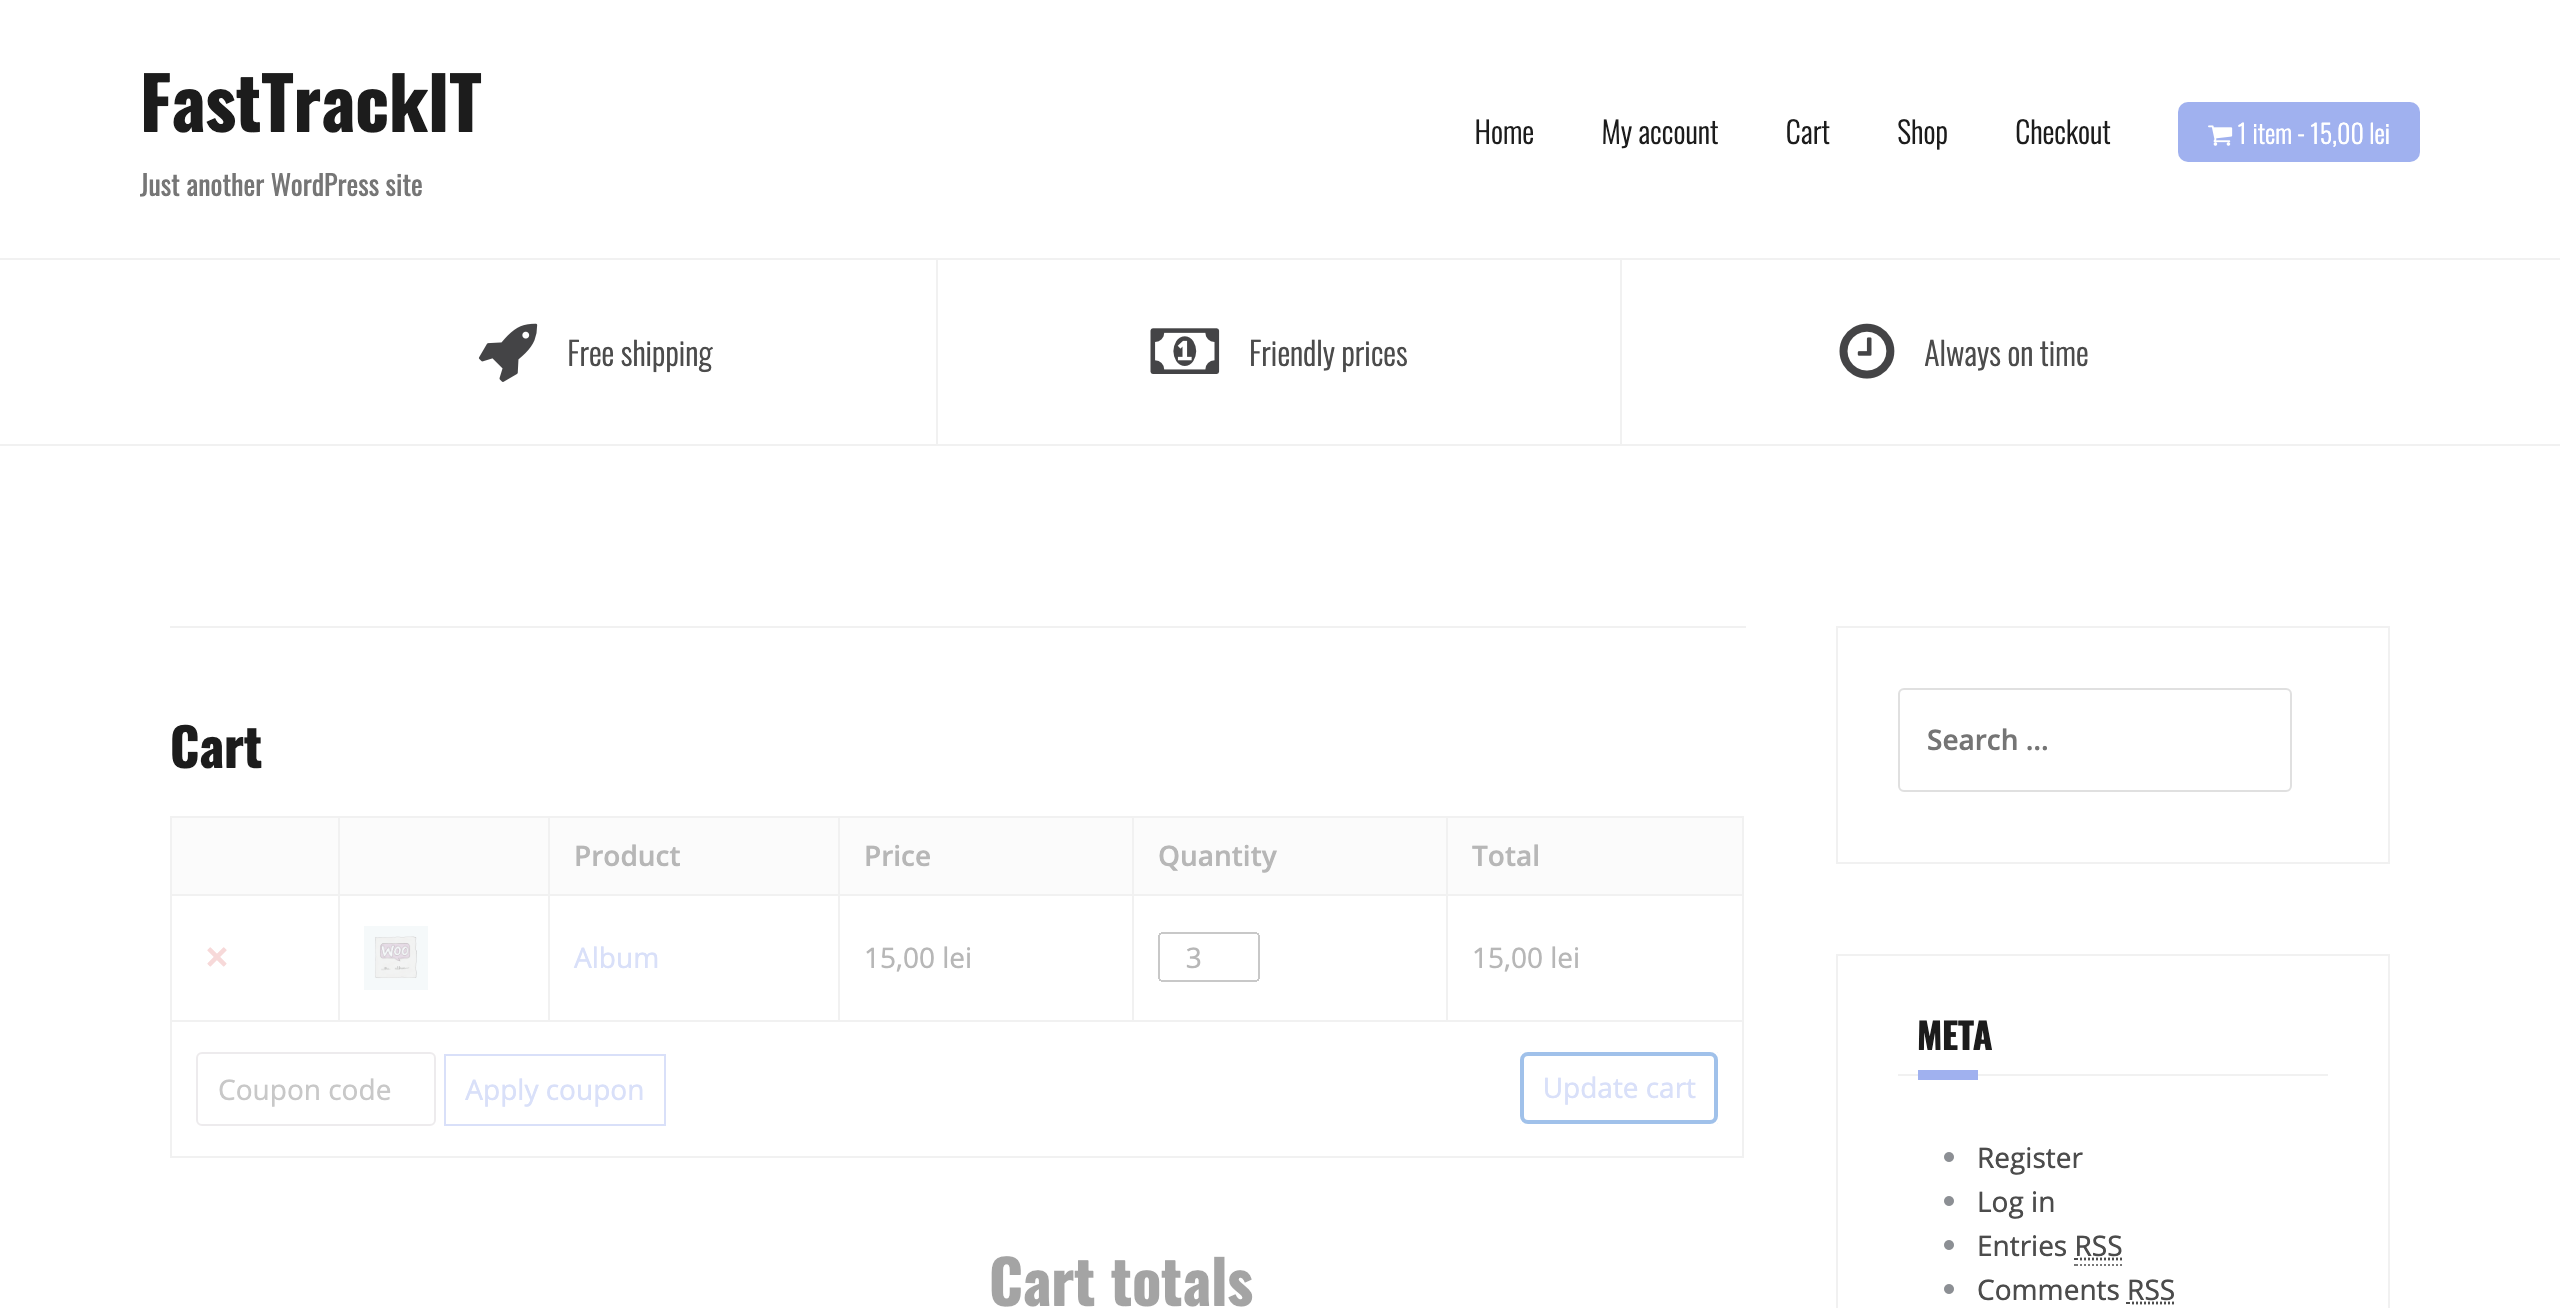 FastTrackIT
Just another WordPress site
Home My account Cart Shop Checkout 1 item - 15,00 lei
Free shipping Friendly prices Always on time
Cart
Product Price Quantity Total
WOO
Album 15,00 lei 3 15,00 lei
Coupon code Apply coupon Update cart
Cart totals
Search ...
META
Register
Log in
Entries RSS
Comments RSS